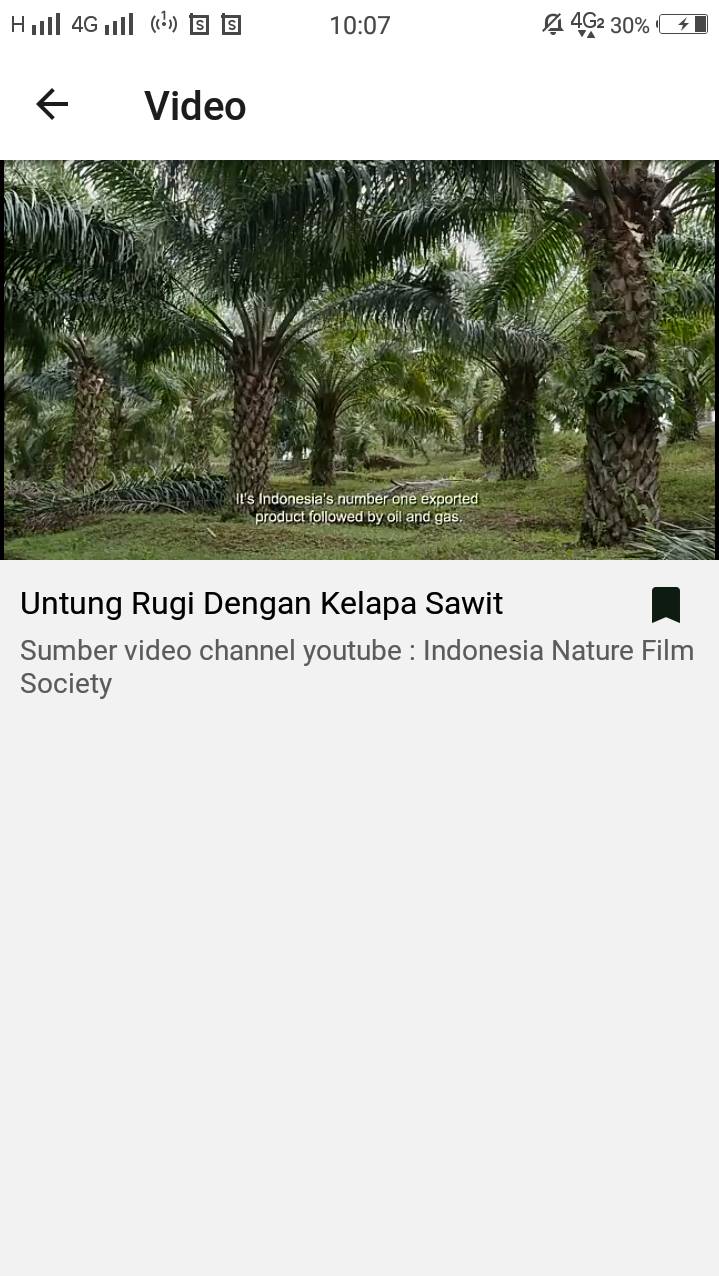 H 4G 1 S S 10:07 4G2 30%
Video
It's Indonesia's number one exported
product followed by oil and gas.
Untung Rugi Dengan Kelapa Sawit
Sumber video channel youtube : Indonesia Nature Film
Society